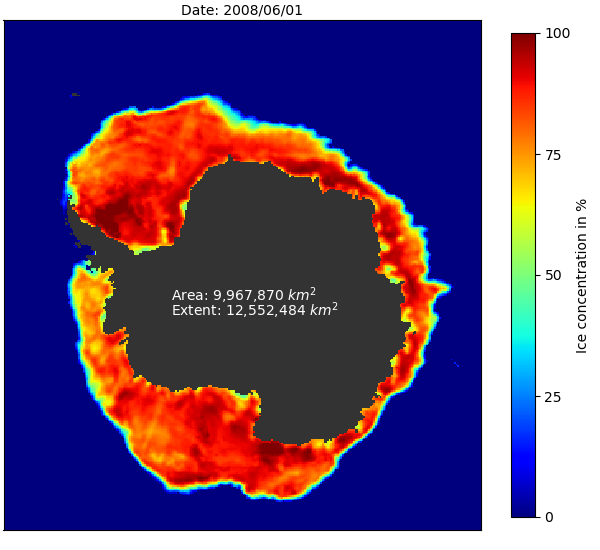 Date: 2008/06/01
100
75
50
25
0
Ice concentration in %
Area: 9,967,870 km²
Extent: 12,552,484 km²